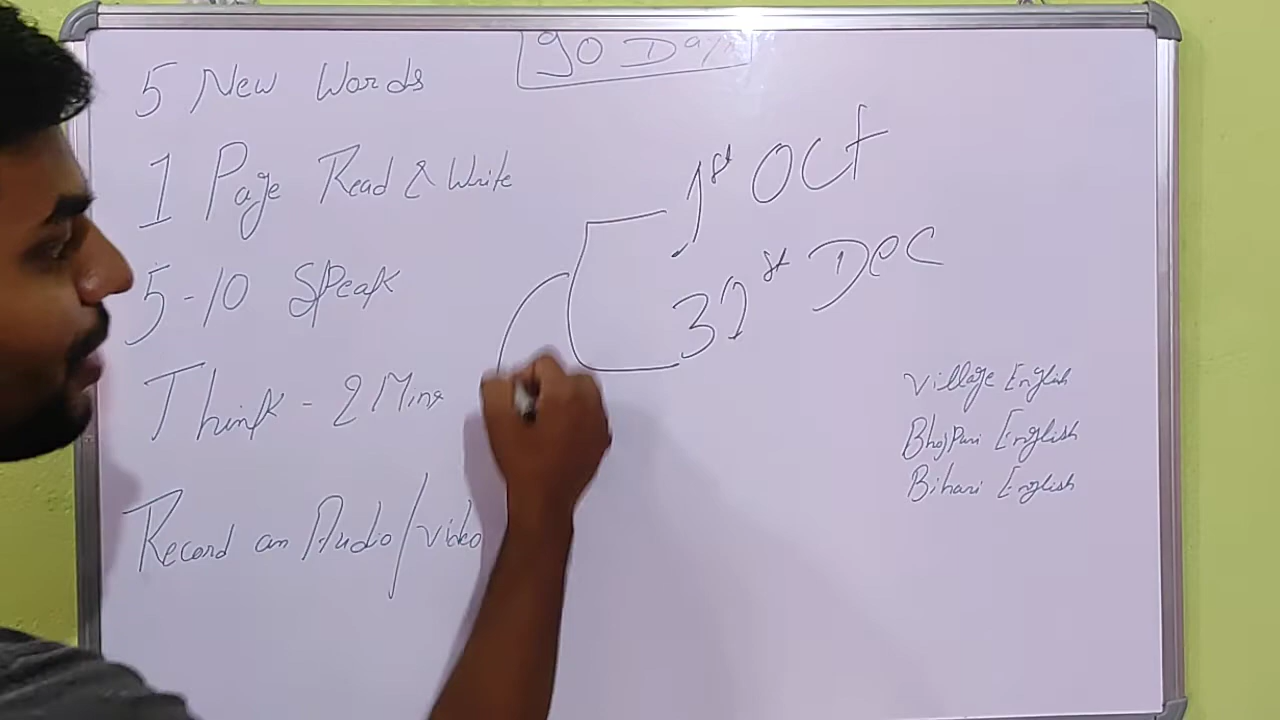 90 Days
5 New Words
1 Page Read & Write
5-10 Speak
Think - 2 Mins
Record an Audio/Video
1st Oct
31st Dec
Village English
Bhojpuri English
Bihari English